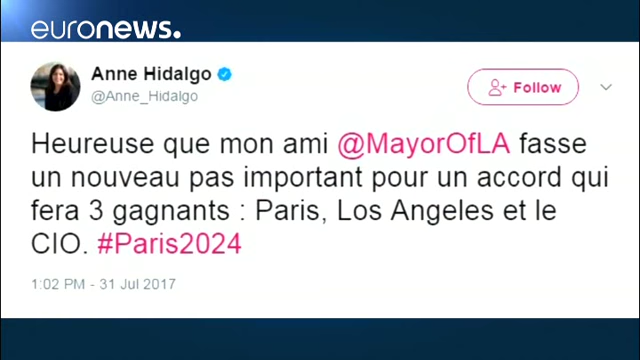 euronews.
Anne Hidalgo
@Anne_Hidalgo
Follow
Heureuse que mon ami @MayorOfLA fasse
un nouveau pas important pour un accord qui
fera 3 gagnants : Paris, Los Angeles et le
CIO. #Paris2024
1:02 PM - 31 Jul 2017